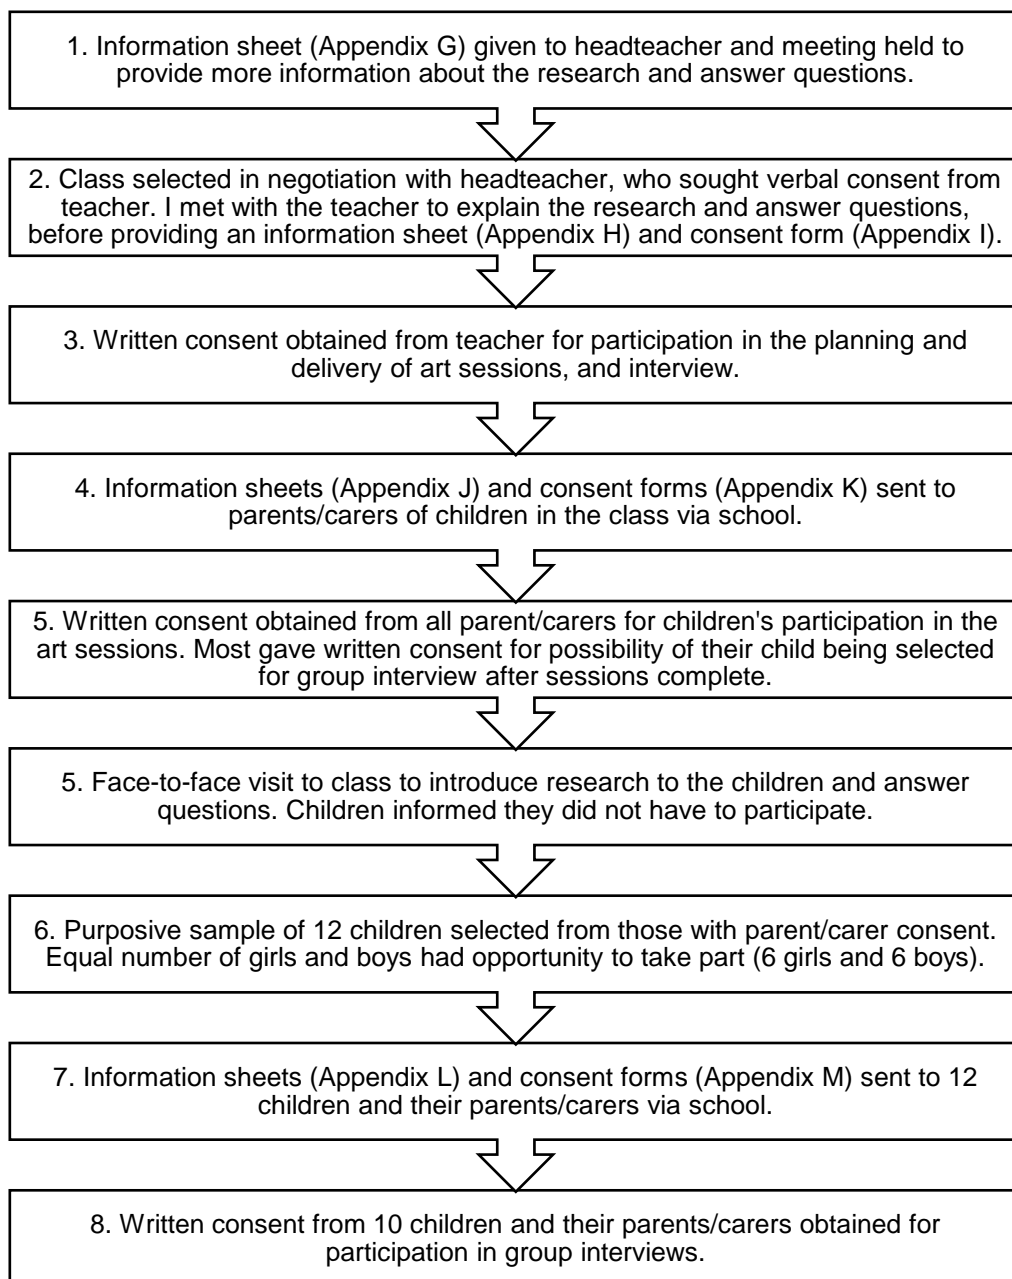 1. Information sheet (Appendix G) given to headteacher and meeting held to
provide more information about the research and answer questions.
2. Class selected in negotiation with headteacher, who sought verbal consent from
teacher. I met with the teacher to explain the research and answer questions,
before providing an information sheet (Appendix H) and consent form (Appendix I).
3. Written consent obtained from teacher for participation in the planning and
delivery of art sessions, and interview.
4. Information sheets (Appendix J) and consent forms (Appendix K) sent to
parents/carers of children in the class via school.
5. Written consent obtained from all parent/carers for children's participation in the
art sessions. Most gave written consent for possibility of their child being selected
for group interview after sessions complete.
5. Face-to-face visit to class to introduce research to the children and answer
questions. Children informed they did not have to participate.
6. Purposive sample of 12 children selected from those with parent/carer consent.
Equal number of girls and boys had opportunity to take part (6 girls and 6 boys).
7. Information sheets (Appendix L) and consent forms (Appendix M) sent to 12
children and their parents/carers via school.
8. Written consent from 10 children and their parents/carers obtained for
participation in group interviews.